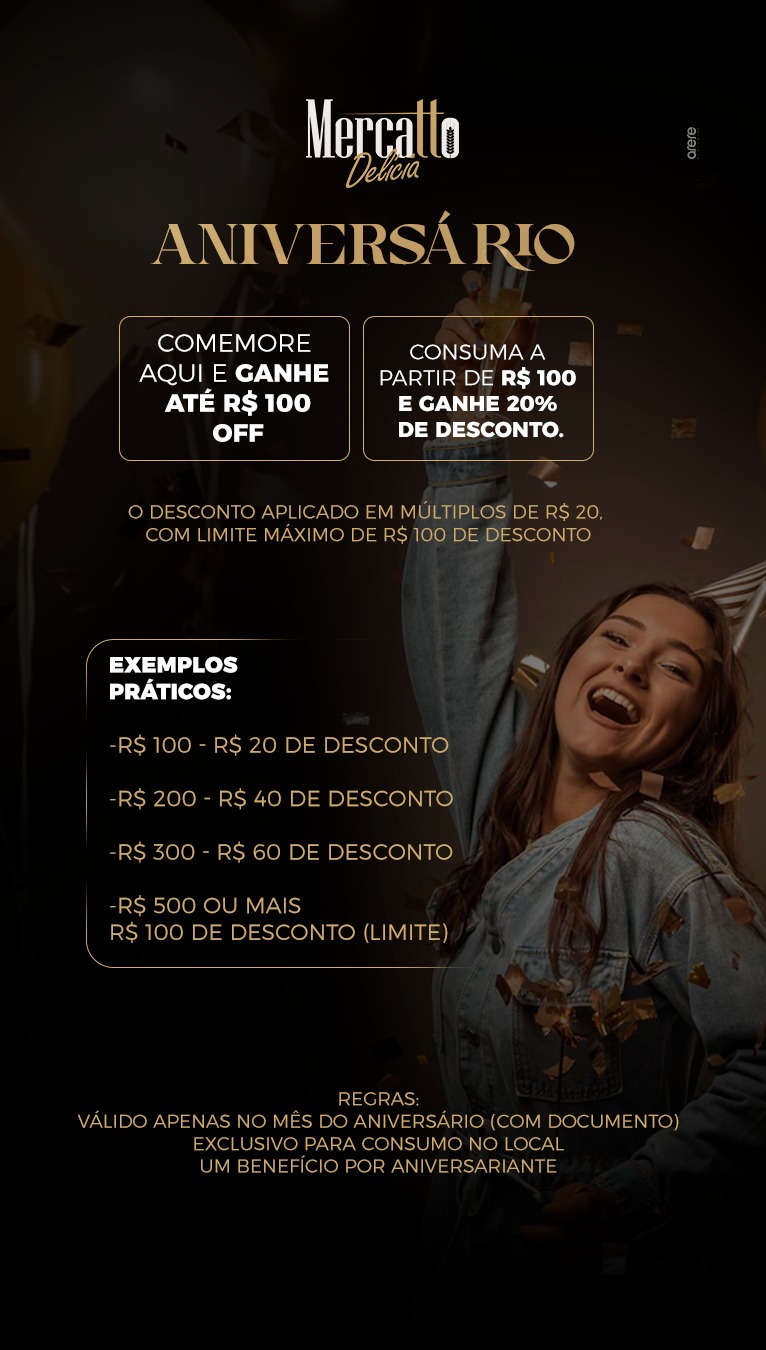 Mercatto
Delícia
arere
ANIVERSÁRIO
COMEMORE
AQUI E GANHE
ATÉ R$ 100
OFF
CONSUMA A
PARTIR DE R$ 100
E GANHE 20%
DE DESCONTO.
O DESCONTO APLICADO EM MÚLTIPLOS DE R$ 20,
COM LIMITE MÁXIMO DE R$ 100 DE DESCONTO
EXEMPLOS
PRÁTICOS:
-R$ 100 - R$ 20 DE DESCONTO
-R$ 200 - R$ 40 DE DESCONTO
-R$ 300 - R$ 60 DE DESCONTO
-R$ 500 OU MAIS
R$ 100 DE DESCONTO (LIMITE)
REGRAS:
VÁLIDO APENAS NO MÊS DO ANIVERSÁRIO (COM DOCUMENTO)
EXCLUSIVO PARA CONSUMO NO LOCAL
UM BENEFÍCIO POR ANIVERSARIANTE